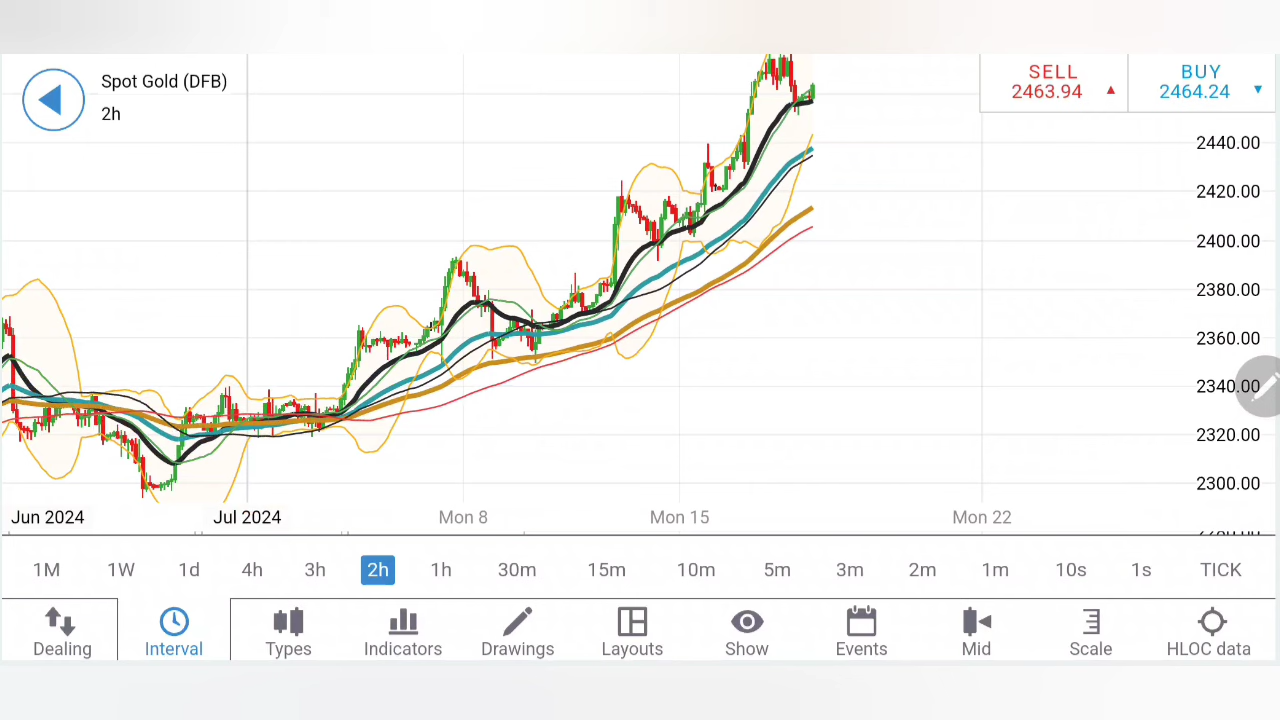 Spot Gold (DFB)
2h
SELL
2463.94
BUY
2464.24
2440.00
2420.00
2400.00
2380.00
2360.00
2340.00
2320.00
2300.00
Jun 2024 Jul 2024 Mon 8 Mon 15 Mon 22
1M 1W 1d 4h 3h 2h 1h 30m 15m 10m 5m 3m 2m 1m 10s 1s TICK
Dealing Interval Types Indicators Drawings Layouts Show Events Mid Scale HLOC data